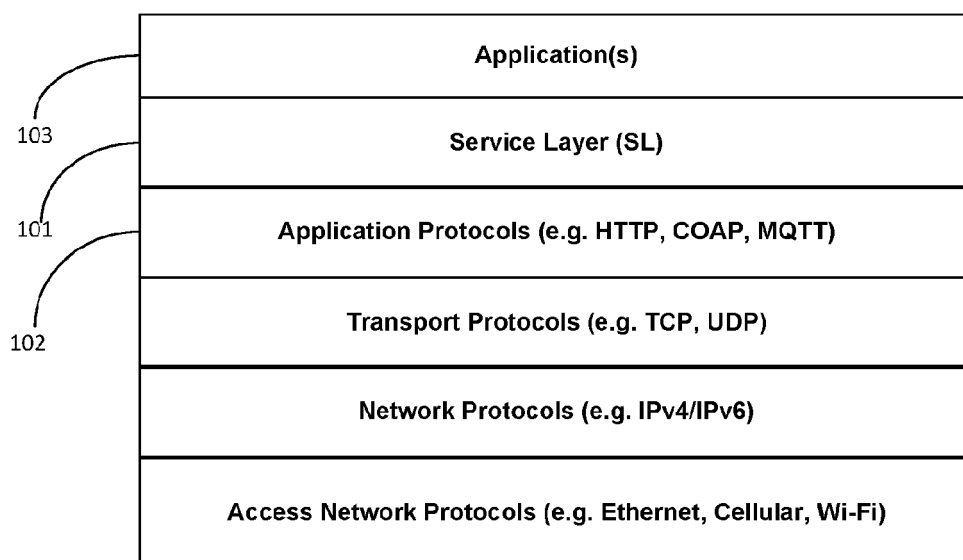 Application(s)
103
Service Layer (SL)
101
Application Protocols (e.g. HTTP, COAP, MQTT)
102
Transport Protocols (e.g. TCP, UDP)
Network Protocols (e.g. IPv4/IPv6)
Access Network Protocols (e.g. Ethernet, Cellular, Wi-Fi)